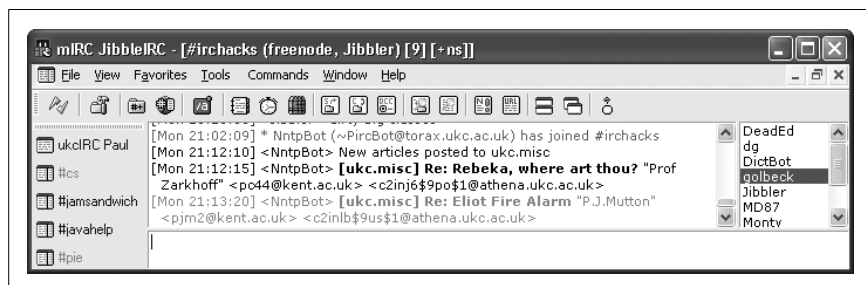 mIRC JibbleIRC - [#irchacks (freenode, Jibbler) [9] [+ns]]
File View Favorites Tools Commands Window Help
ukcIRC Paul
#cs
#jamsandwich
#javahelp
#pie
[Mon 21:02:09] * NntpBot (~PircBot@torax.ukc.ac.uk) has joined #irchacks
[Mon 21:12:10] <NntpBot> New articles posted to ukc.misc
[Mon 21:12:15] <NntpBot> [ukc.misc] Re: Rebeka, where art thou? "Prof
Zarkhoff" <po44@kent.ac.uk> <c2inj6$9po$1@athena.ukc.ac.uk>
[Mon 21:13:20] <NntpBot> [ukc.misc] Re: Eliot Fire Alarm "P.J.Mutton"
<pjm2@kent.ac.uk> <c2inlb$9us$1@athena.ukc.ac.uk>
DeadEd
dg
DictBot
golbeck
Jibbler
MD87
Monty